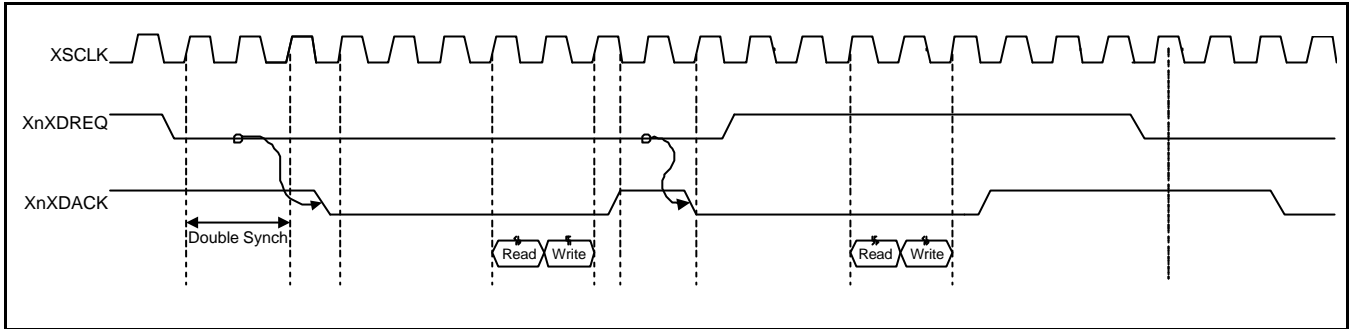 XSCLK
XnXDREQ
XnXDACK
Double Synch
Read Write
Read Write